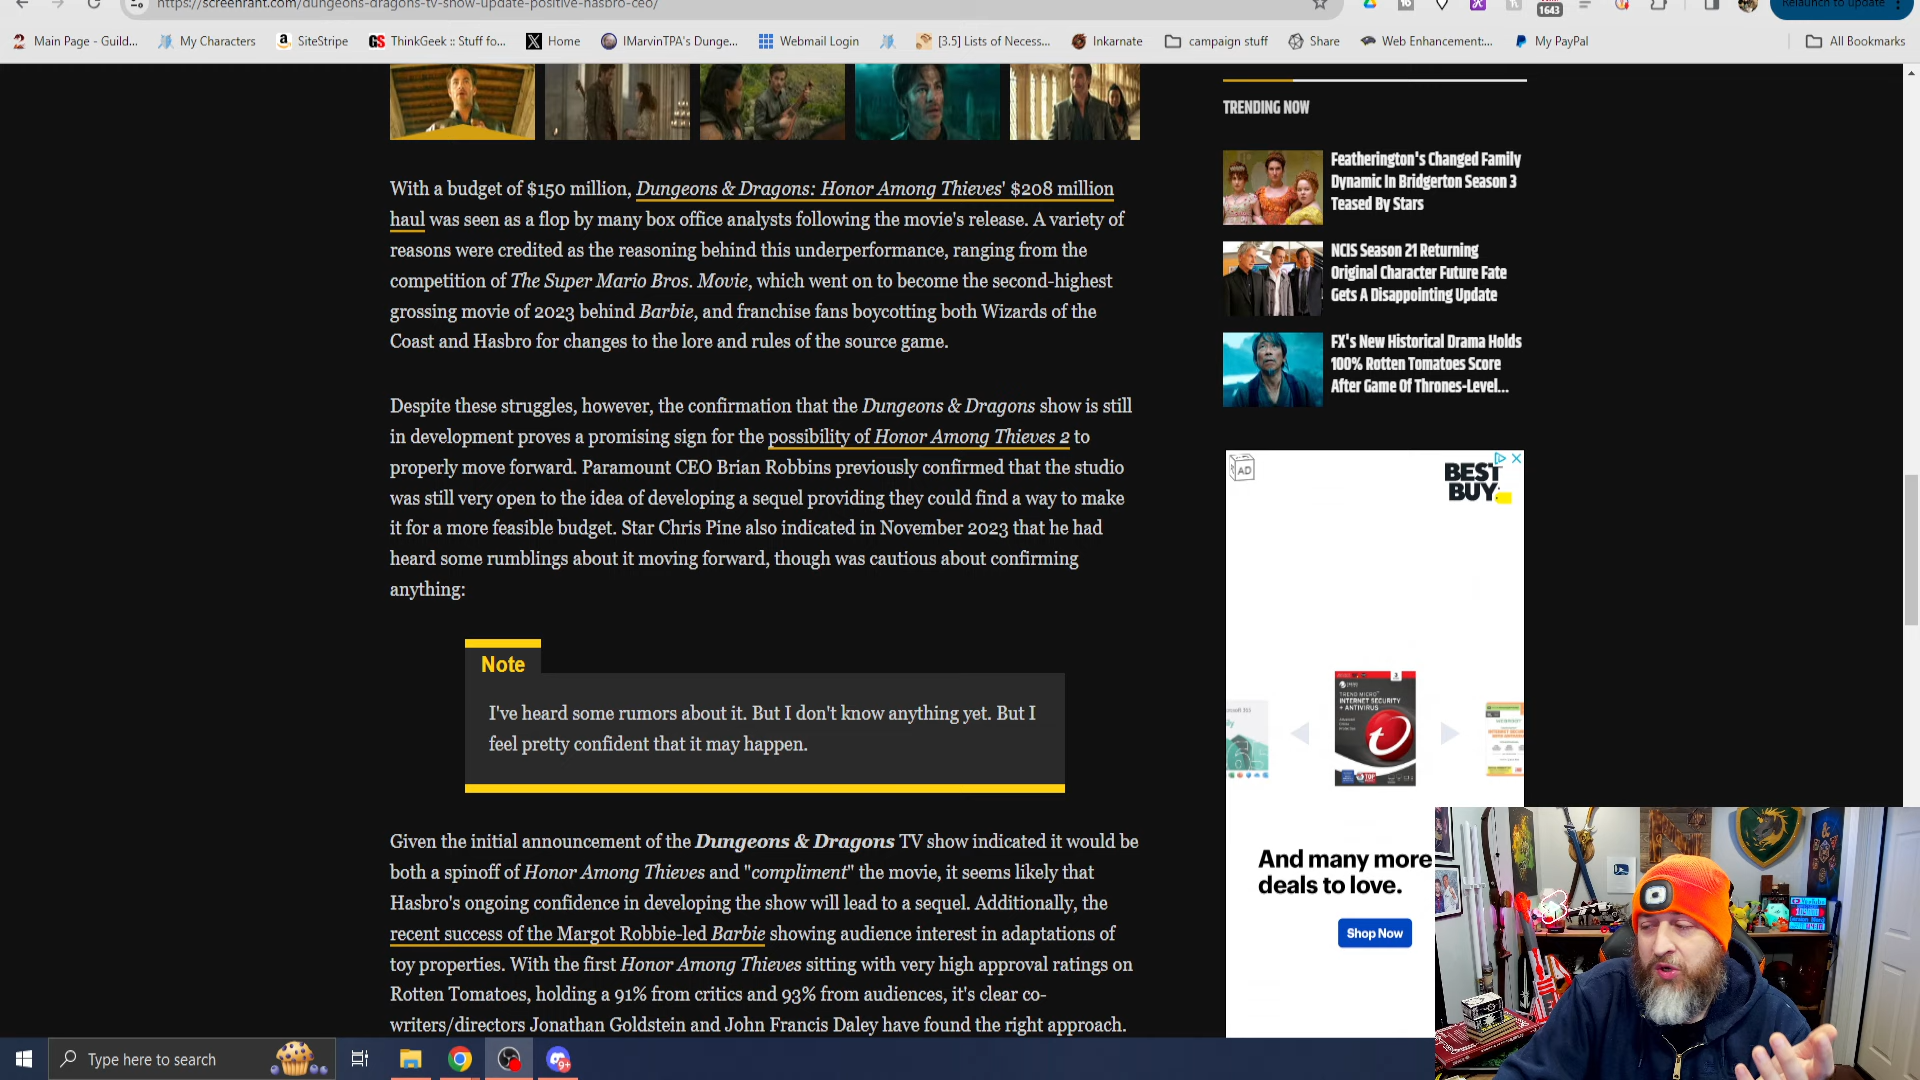 https://screenrant.com/dungeons-dragons-tv-show-update-positive-hasbro-ceo/
1643
Relaunch to update
Main Page - Guild...
My Characters
SiteStripe
ThinkGeek :: Stuff fo...
Home
IMarvinTPA's Dunge...
Webmail Login
[3.5] Lists of Necess...
Inkarnate
campaign stuff
Share
Web Enhancement:...
My PayPal
All Bookmarks
With a budget of $150 million, Dungeons & Dragons: Honor Among Thieves' $208 million
haul was seen as a flop by many box office analysts following the movie's release. A variety of
reasons were credited as the reasoning behind this underperformance, ranging from the
competition of The Super Mario Bros. Movie, which went on to become the second-highest
grossing movie of 2023 behind Barbie, and franchise fans boycotting both Wizards of the
Coast and Hasbro for changes to the lore and rules of the source game.
Despite these struggles, however, the confirmation that the Dungeons & Dragons show is still
in development proves a promising sign for the possibility of Honor Among Thieves 2 to
properly move forward. Paramount CEO Brian Robbins previously confirmed that the studio
was still very open to the idea of developing a sequel providing they could find a way to make
it for a more feasible budget. Star Chris Pine also indicated in November 2023 that he had
heard some rumblings about it moving forward, though was cautious about confirming
anything:
Note
I've heard some rumors about it. But I don't know anything yet. But I
feel pretty confident that it may happen.
Given the initial announcement of the Dungeons & Dragons TV show indicated it would be
both a spinoff of Honor Among Thieves and "compliment" the movie, it seems likely that
Hasbro's ongoing confidence in developing the show will lead to a sequel. Additionally, the
recent success of the Margot Robbie-led Barbie showing audience interest in adaptations of
toy properties. With the first Honor Among Thieves sitting with very high approval ratings on
Rotten Tomatoes, holding a 91% from critics and 93% from audiences, it's clear co-
writers/directors Jonathan Goldstein and John Francis Daley have found the right approach.
TRENDING NOW
Featherington's Changed Family
Dynamic In Bridgerton Season 3
Teased By Stars
NCIS Season 21 Returning
Original Character Future Fate
Gets A Disappointing Update
FX's New Historical Drama Holds
100% Rotten Tomatoes Score
After Game Of Thrones-Level...
AD
BEST
BUY
TREND MICRO
INTERNET SECURITY
+ ANTIVIRUS
And many more
deals to love.
Shop Now
Type here to search
9+